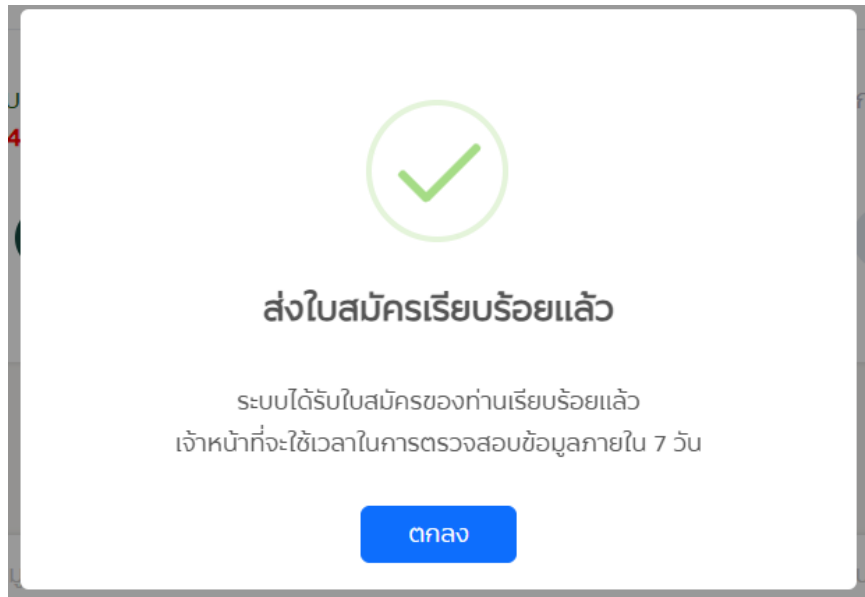 ส่งใบสมัครเรียบร้อยแล้ว
ระบบได้รับใบสมัครของท่านเรียบร้อยแล้ว
เจ้าหน้าที่จะใช้เวลาในการตรวจสอบข้อมูลภายใน 7 วัน
ตกลง